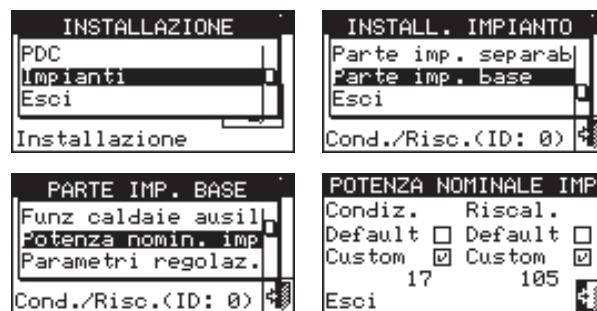 INSTALLAZIONE
PDC
Impianti
Esci
Installazione
INSTALL. IMPIANTO
Parte imp. separab
Parte imp. base
Esci
Cond./Risc.(ID: 0)
PARTE IMP. BASE
Funz caldaie ausil
Potenza nomin. imp
Parametri regolaz.
Cond./Risc.(ID: 0)
POTENZA NOMINALE IMP
Condiz. Riscal.
Default Default
Custom Custom
17 105
Esci